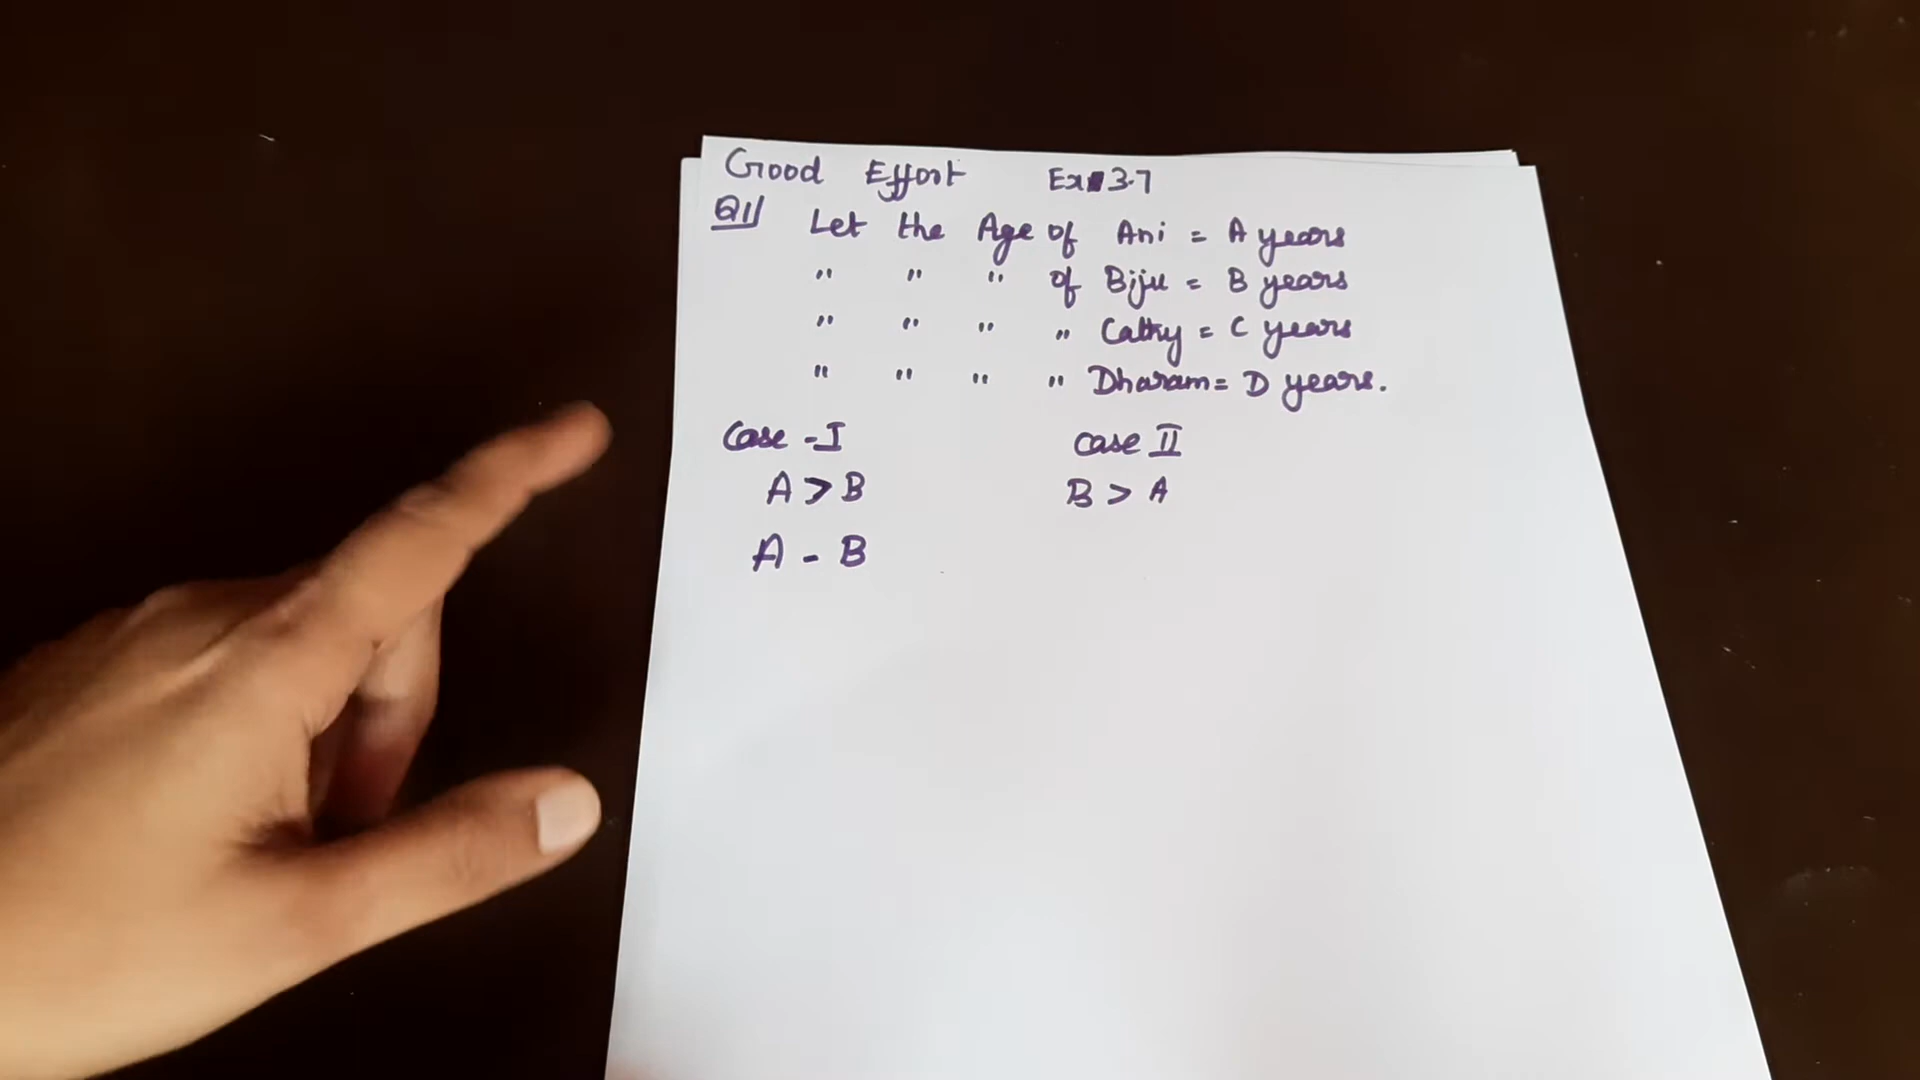 Good Effort Ex 3.7
Q1 Let the Age of Ani = A years
" " " of Biju = B years
" " " " Cathy = C years
" " " " Dharam = D years.
Case - I Case II
A > B B > A
A - B